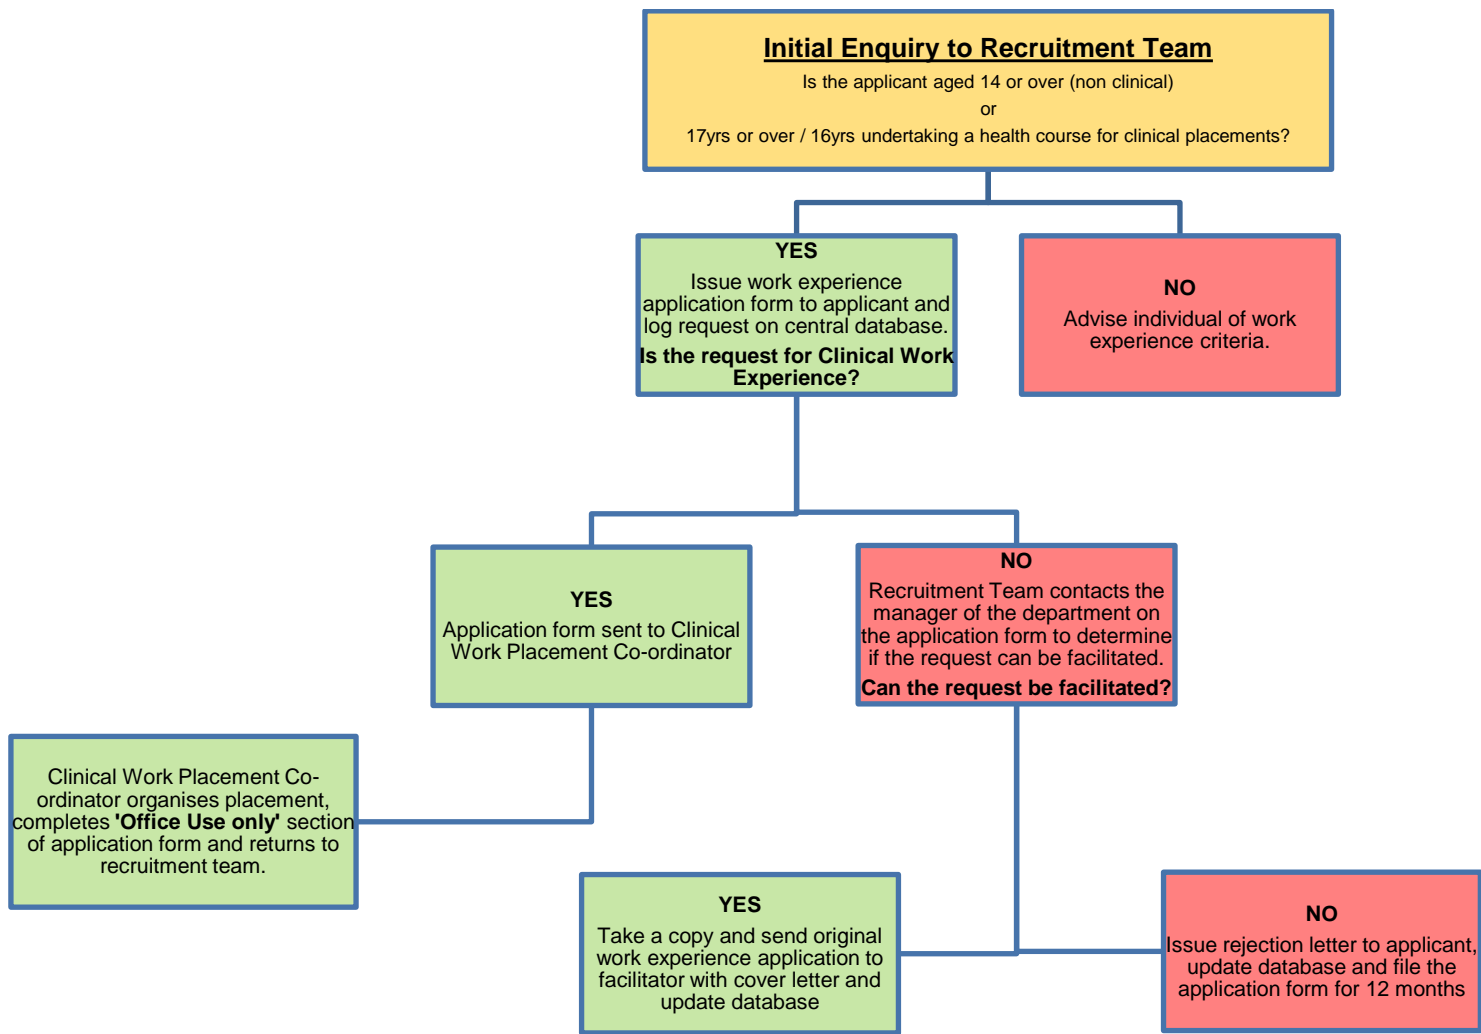 Initial Enquiry to Recruitment Team
Is the applicant aged 14 or over (non clinical)
or
17yrs or over / 16yrs undertaking a health course for clinical placements?
YES
Issue work experience
application form to applicant and
log request on central database.
Is the request for Clinical Work
Experience?
NO
Advise individual of work
experience criteria.
YES
Application form sent to Clinical
Work Placement Co-ordinator
NO
Recruitment Team contacts the
manager of the department on
the application form to determine
if the request can be facilitated.
Can the request be facilitated?
Clinical Work Placement Co-
ordinator organises placement,
completes 'Office Use only' section
of application form and returns to
recruitment team.
YES
Take a copy and send original
work experience application to
facilitator with cover letter and
update database
NO
Issue rejection letter to applicant,
update database and file the
application form for 12 months